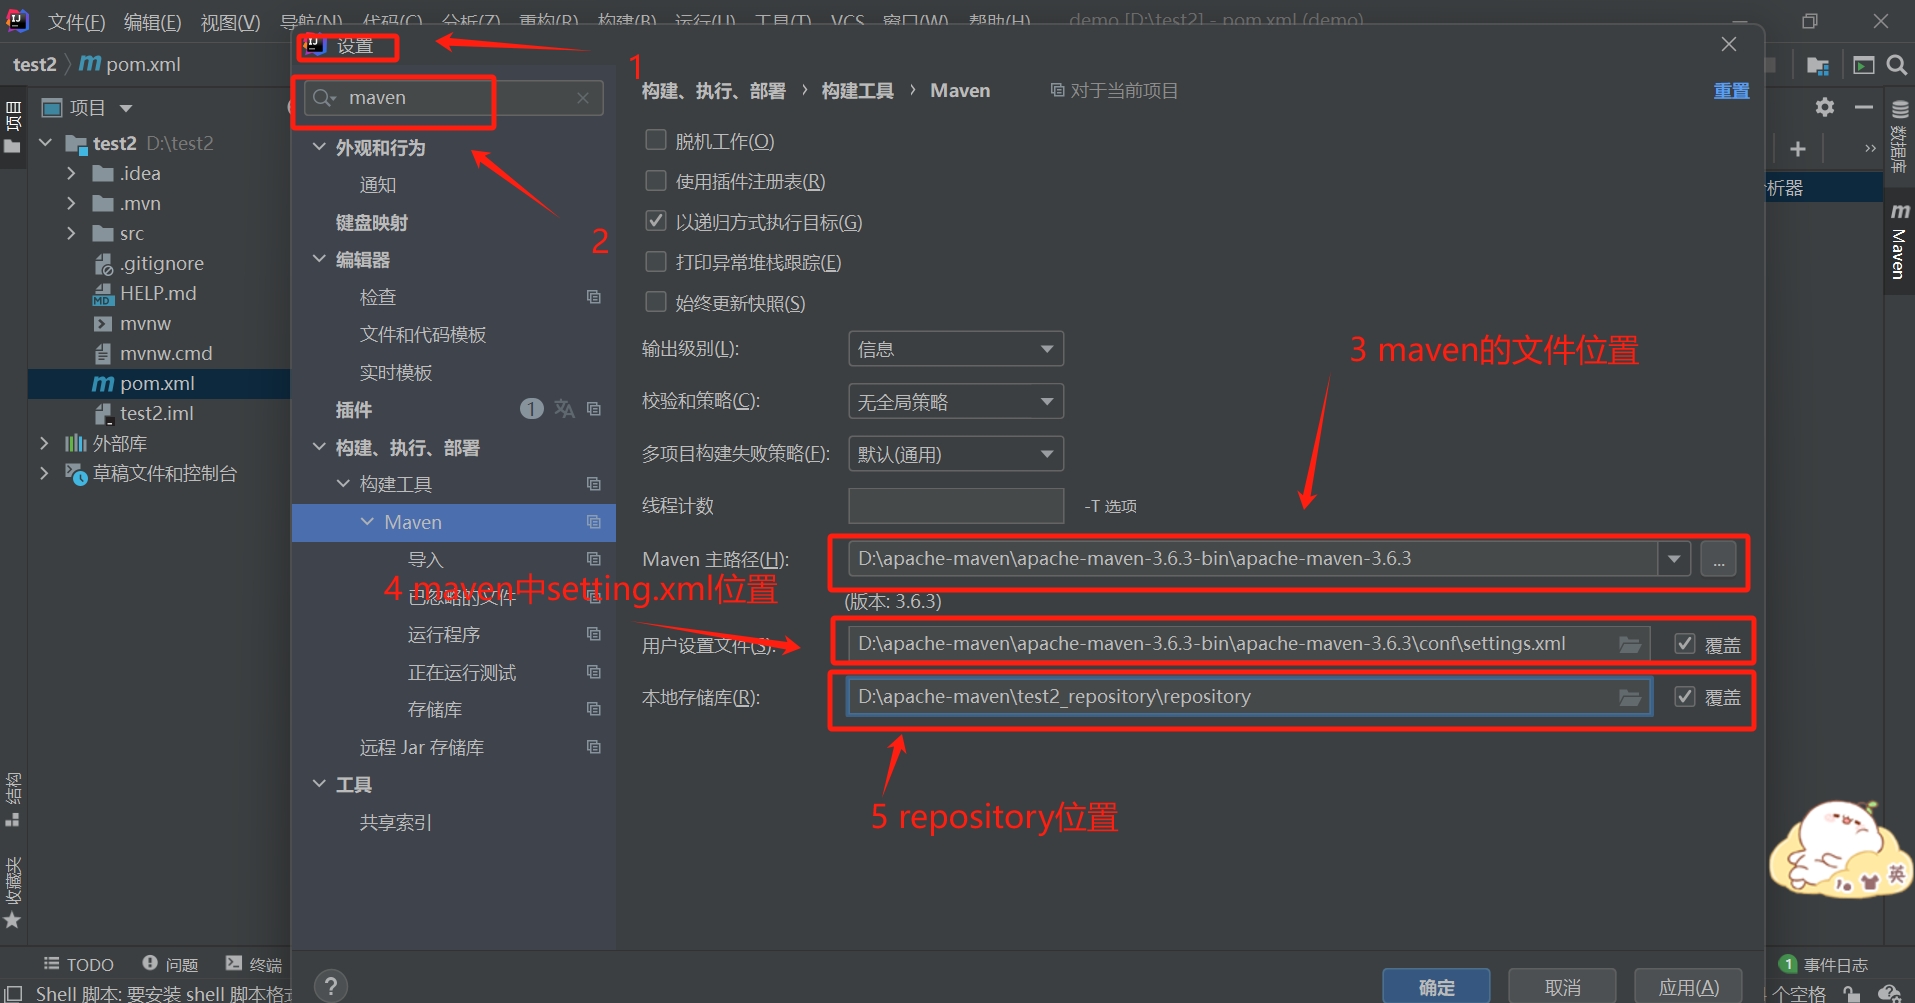 文件(F) 编辑(E) 视图(V) 导航(N) 代码(C) 分析(Z) 重构(R) 构建(B) 运行(U) 工具(T) VCS 窗口(W) 帮助(H) demo [D:\test2] - pom.xml (demo)
设置
1
test2 pom.xml
maven
构建、执行、部署 › 构建工具 › Maven 对于当前项目 重置
项目
项目
test2 D:\test2
.idea
.mvn
src
.gitignore
HELP.md
mvnw
mvnw.cmd
pom.xml
test2.iml
外部库
草稿文件和控制台
结构
收藏夹
外观和行为
通知
键盘映射
2
编辑器
检查
文件和代码模板
实时模板
插件 1
构建、执行、部署
构建工具
Maven
导入
已忽略的文件
运行程序
正在运行测试
存储库
远程 Jar 存储库
工具
共享索引
脱机工作(O)
使用插件注册表(R)
以递归方式执行目标(G)
打印异常堆栈跟踪(E)
始终更新快照(S)
输出级别(L): 信息
3 maven的文件位置
校验和策略(C): 无全局策略
多项目构建失败策略(F): 默认(通用)
线程计数 -T 选项
Maven 主路径(H): D:\apache-maven\apache-maven-3.6.3-bin\apache-maven-3.6.3 ...
4 maven中setting.xml位置
(版本: 3.6.3)
用户设置文件(S): D:\apache-maven\apache-maven-3.6.3-bin\apache-maven-3.6.3\conf\settings.xml 覆盖
本地存储库(R): D:\apache-maven\test2_repository\repository 覆盖
5 repository位置
析器
数据库
m Maven
英
TODO 问题 终端
? 确定 取消 应用(A)
1 事件日志
Shell 脚本: 要安装 shell 脚本格式
个空格